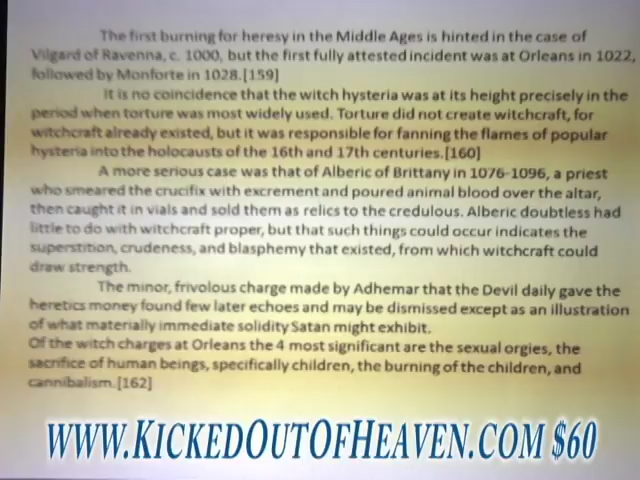 The first burning for heresy in the Middle Ages is hinted in the case of
Vilgard of Ravenna, c. 1000, but the first fully attested incident was at Orleans in 1022,
followed by Monforte in 1028.[159]
It is no coincidence that the witch hysteria was at its height precisely in the
period when torture was most widely used. Torture did not create witchcraft, for
witchcraft already existed, but it was responsible for fanning the flames of popular
hysteria into the holocausts of the 16th and 17th centuries.[160]
A more serious case was that of Alberic of Brittany in 1076-1096, a priest
who smeared the crucifix with excrement and poured animal blood over the altar,
then caught it in vials and sold them as relics to the credulous. Alberic doubtless had
little to do with witchcraft proper, but that such things could occur indicates the
superstition, crudeness, and blasphemy that existed, from which witchcraft could
draw strength.
The minor, frivolous charge made by Adhemar that the Devil daily gave the
heretics money found few later echoes and may be dismissed except as an illustration
of what materially immediate solidity Satan might exhibit.
Of the witch charges at Orleans the 4 most significant are the sexual orgies, the
sacrifice of human beings, specifically children, the burning of the children, and
cannibalism.[162]
WWW.KICKEDOUTOFHEAVEN.COM $60